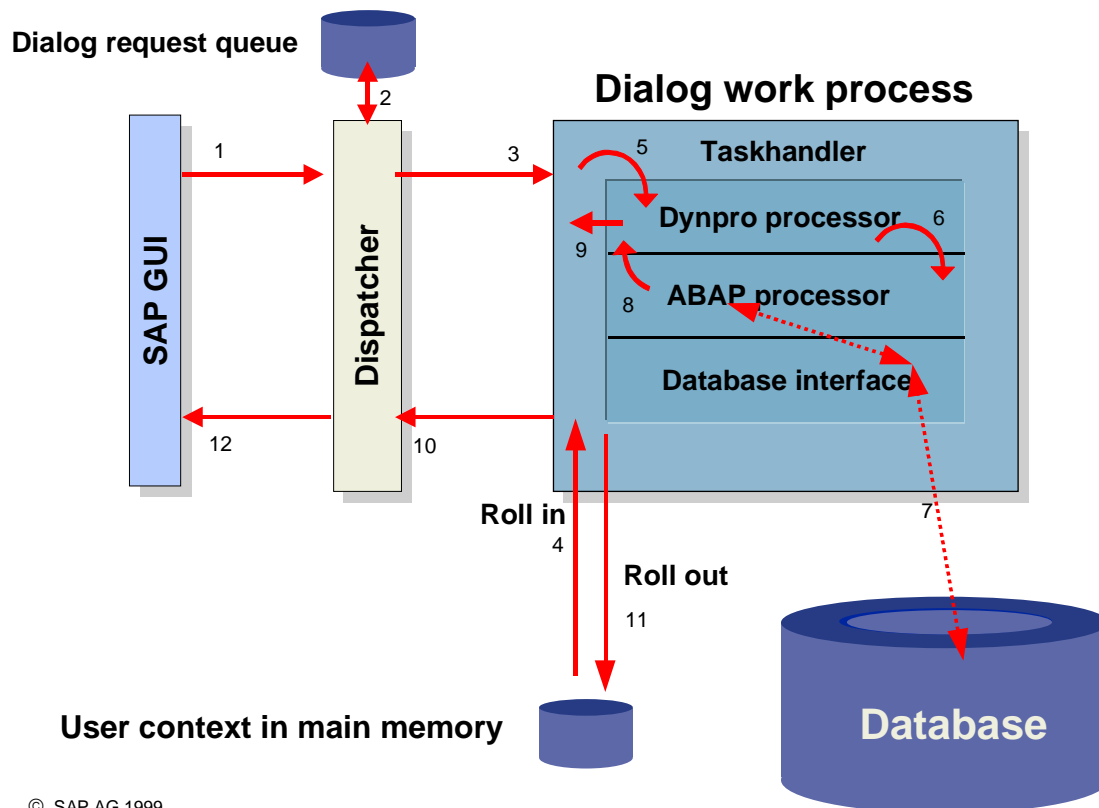 Dialog request queue
2
Dialog work process
1
3
5
Taskhandler
Dynpro processor
6
9
SAP GUI
Dispatcher
8
ABAP processor
Database interface
12
10
Roll in
4
7
Roll out
11
User context in main memory
Database
© SAP AG 1999